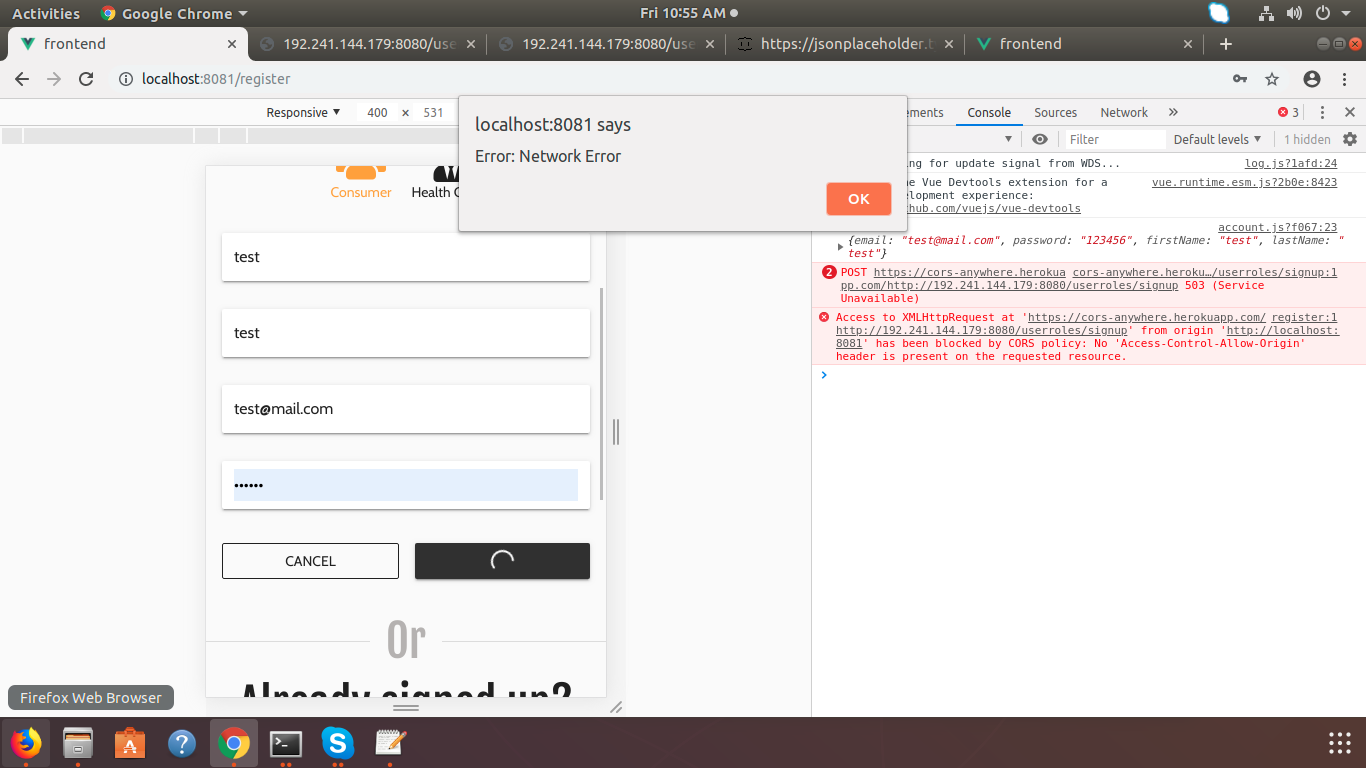 Activities Google Chrome Fri 10:55 AM
frontend 192.241.144.179:8080/use 192.241.144.179:8080/use https://jsonplaceholder.t frontend
localhost:8081/register
Responsive 400 × 531
Console Sources Network » 3
Filter Default levels 1 hidden
localhost:8081 says
Error: Network Error
OK
Consumer Health
test
test
test@mail.com
••••••
CANCEL
Or
Already signed up?
for update signal from WDS... log.js?1afd:24
Vue Devtools extension for a vue.runtime.esm.js?2b0e:8423
experience:
hub.com/vuejs/vue-devtools
account.js?f067:23
{email: "test@mail.com", password: "123456", firstName: "test", lastName: "
test"}
2 POST https://cors-anywhere.herokua cors-anywhere.heroku…/userroles/signup:1
pp.com/http://192.241.144.179:8080/userroles/signup 503 (Service
Unavailable)
Access to XMLHttpRequest at 'https://cors-anywhere.herokuapp.com/ register:1
http://192.241.144.179:8080/userroles/signup' from origin 'http://localhost:
8081' has been blocked by CORS policy: No 'Access-Control-Allow-Origin'
header is present on the requested resource.
Firefox Web Browser